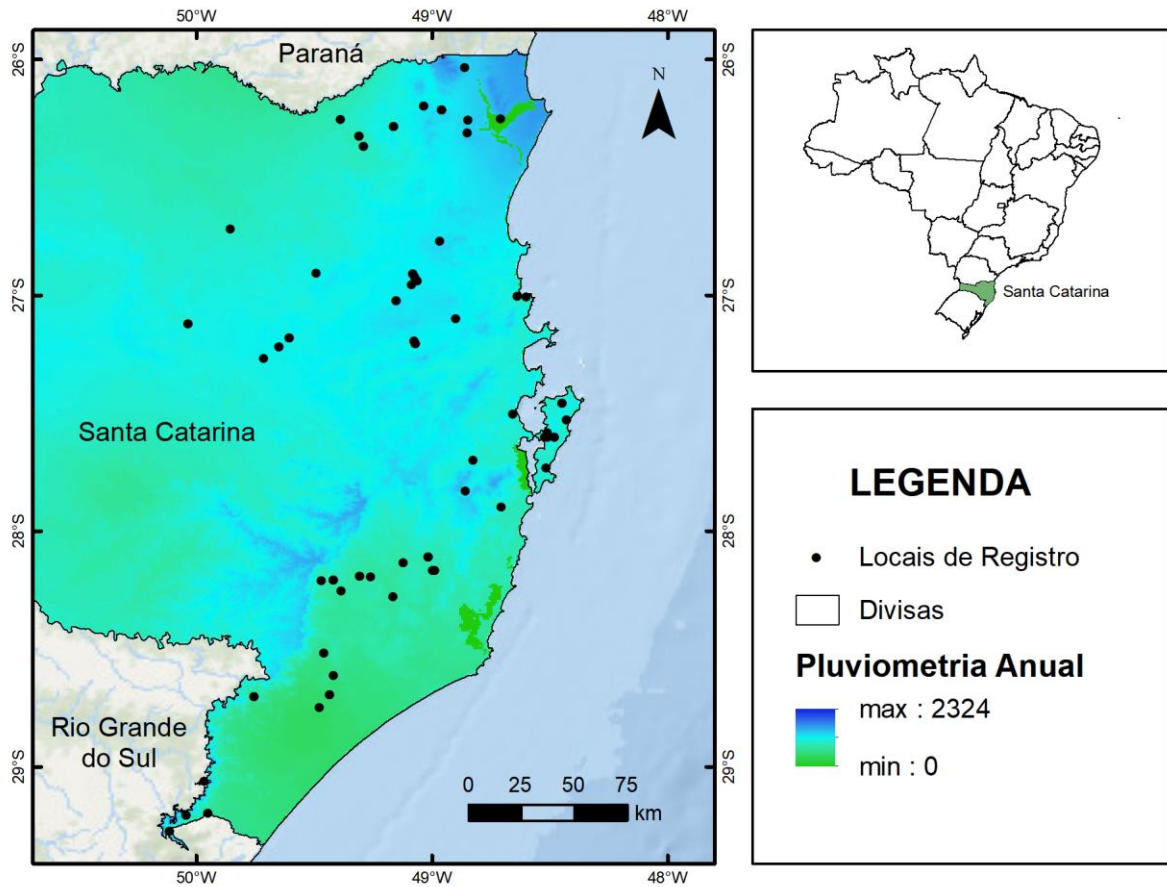 50°W
49°W
48°W
26°S
27°S
28°S
29°S
Paraná
N
Santa Catarina
Rio Grande
do Sul
0 25 50 75
km
26°S
27°S
28°S
29°S
50°W
49°W
48°W
Santa Catarina
LEGENDA
Locais de Registro
Divisas
Pluviometria Anual
max : 2324
min : 0